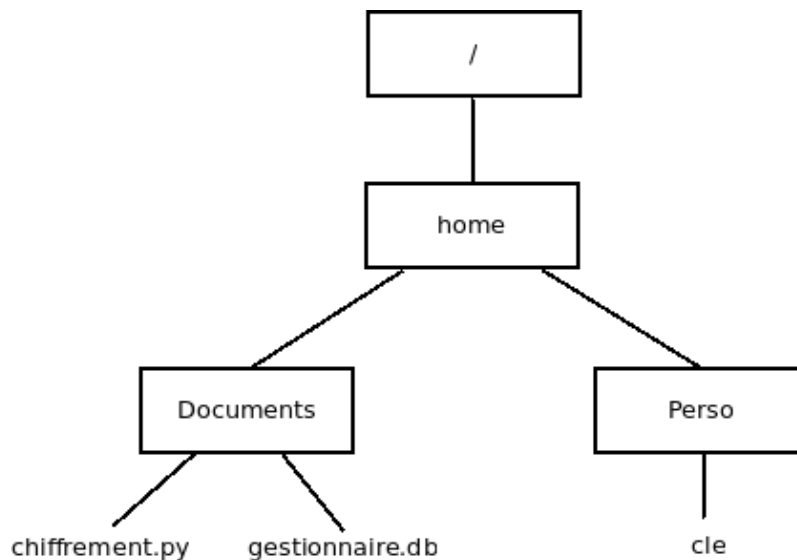 /
home
Documents
Perso
chiffrement.py
gestionnaire.db
cle